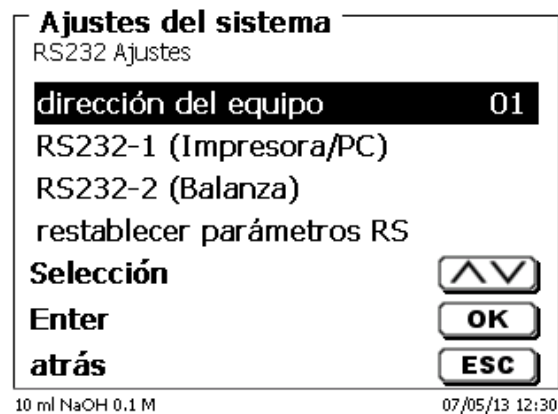 Ajustes del sistema
RS232 Ajustes
dirección del equipo 01
RS232-1 (Impresora/PC)
RS232-2 (Balanza)
restablecer parámetros RS
Selección
Enter OK
atrás ESC
10 ml NaOH 0.1 M 07/05/13 12:30